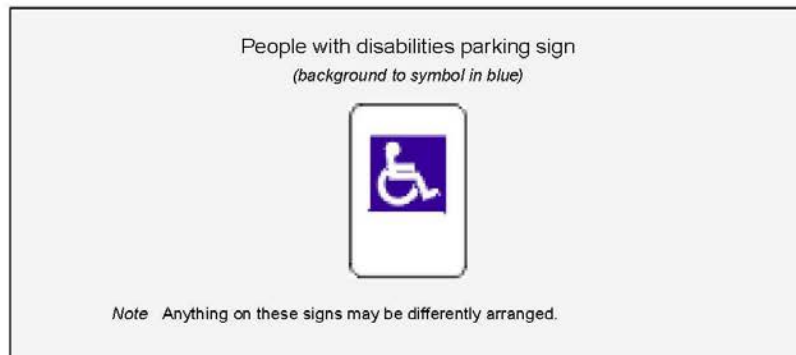 People with disabilities parking sign
(background to symbol in blue)
Note Anything on these signs may be differently arranged.